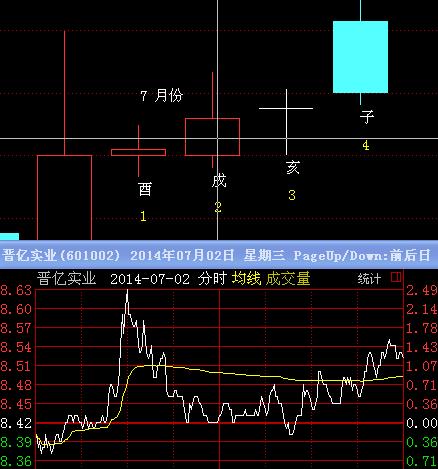 7 月份
酉
戌
亥
子
1
2
3
4
晋亿实业(601002) 2014年07月02日 星期三 PageUp/Down:前后日
晋亿实业 2014-07-02 分时 均线 成交量 统计
8.63 2.49
8.60 2.14
8.57 1.78
8.54 1.43
8.51 1.07
8.48 0.71
8.45 0.36
8.42 0.00
8.39 0.36
8.36 0.71